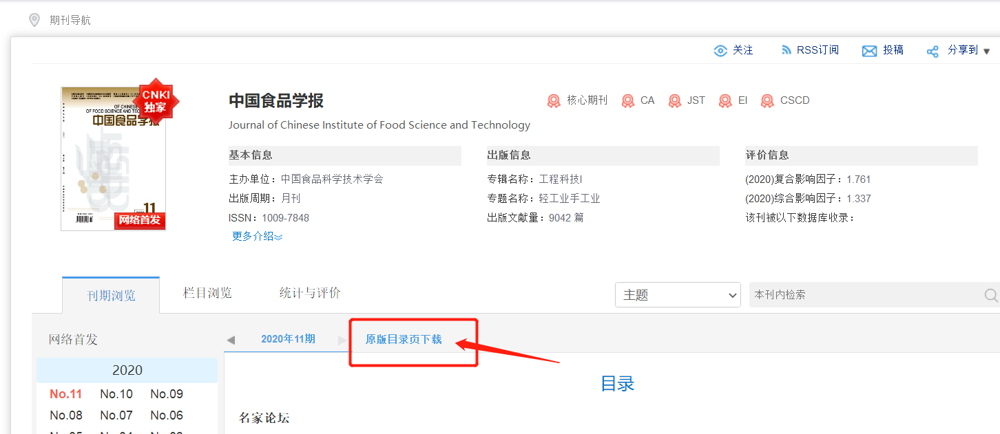 期刊导航
关注 RSS订阅 投稿 分享到
CNKI
独家
OF CHINES
OF FOOD SCIENCE AND TEC
中国食品学报
11
网络首发
中国食品学报
核心期刊 CA JST EI CSCD
Journal of Chinese Institute of Food Science and Technology
基本信息 出版信息 评价信息
主办单位：中国食品科学技术学会 专辑名称：工程科技I (2020)复合影响因子：1.761
出版周期：月刊 专题名称：轻工业手工业 (2020)综合影响因子：1.337
ISSN：1009-7848 出版文献量：9042 篇 该刊被以下数据库收录：
更多介绍
刊期浏览 栏目浏览 统计与评价 主题 本刊内检索
网络首发 2020年11期 原版目录页下载
2020
No.11 No.10 No.09
目录
No.08 No.07 No.06
名家论坛